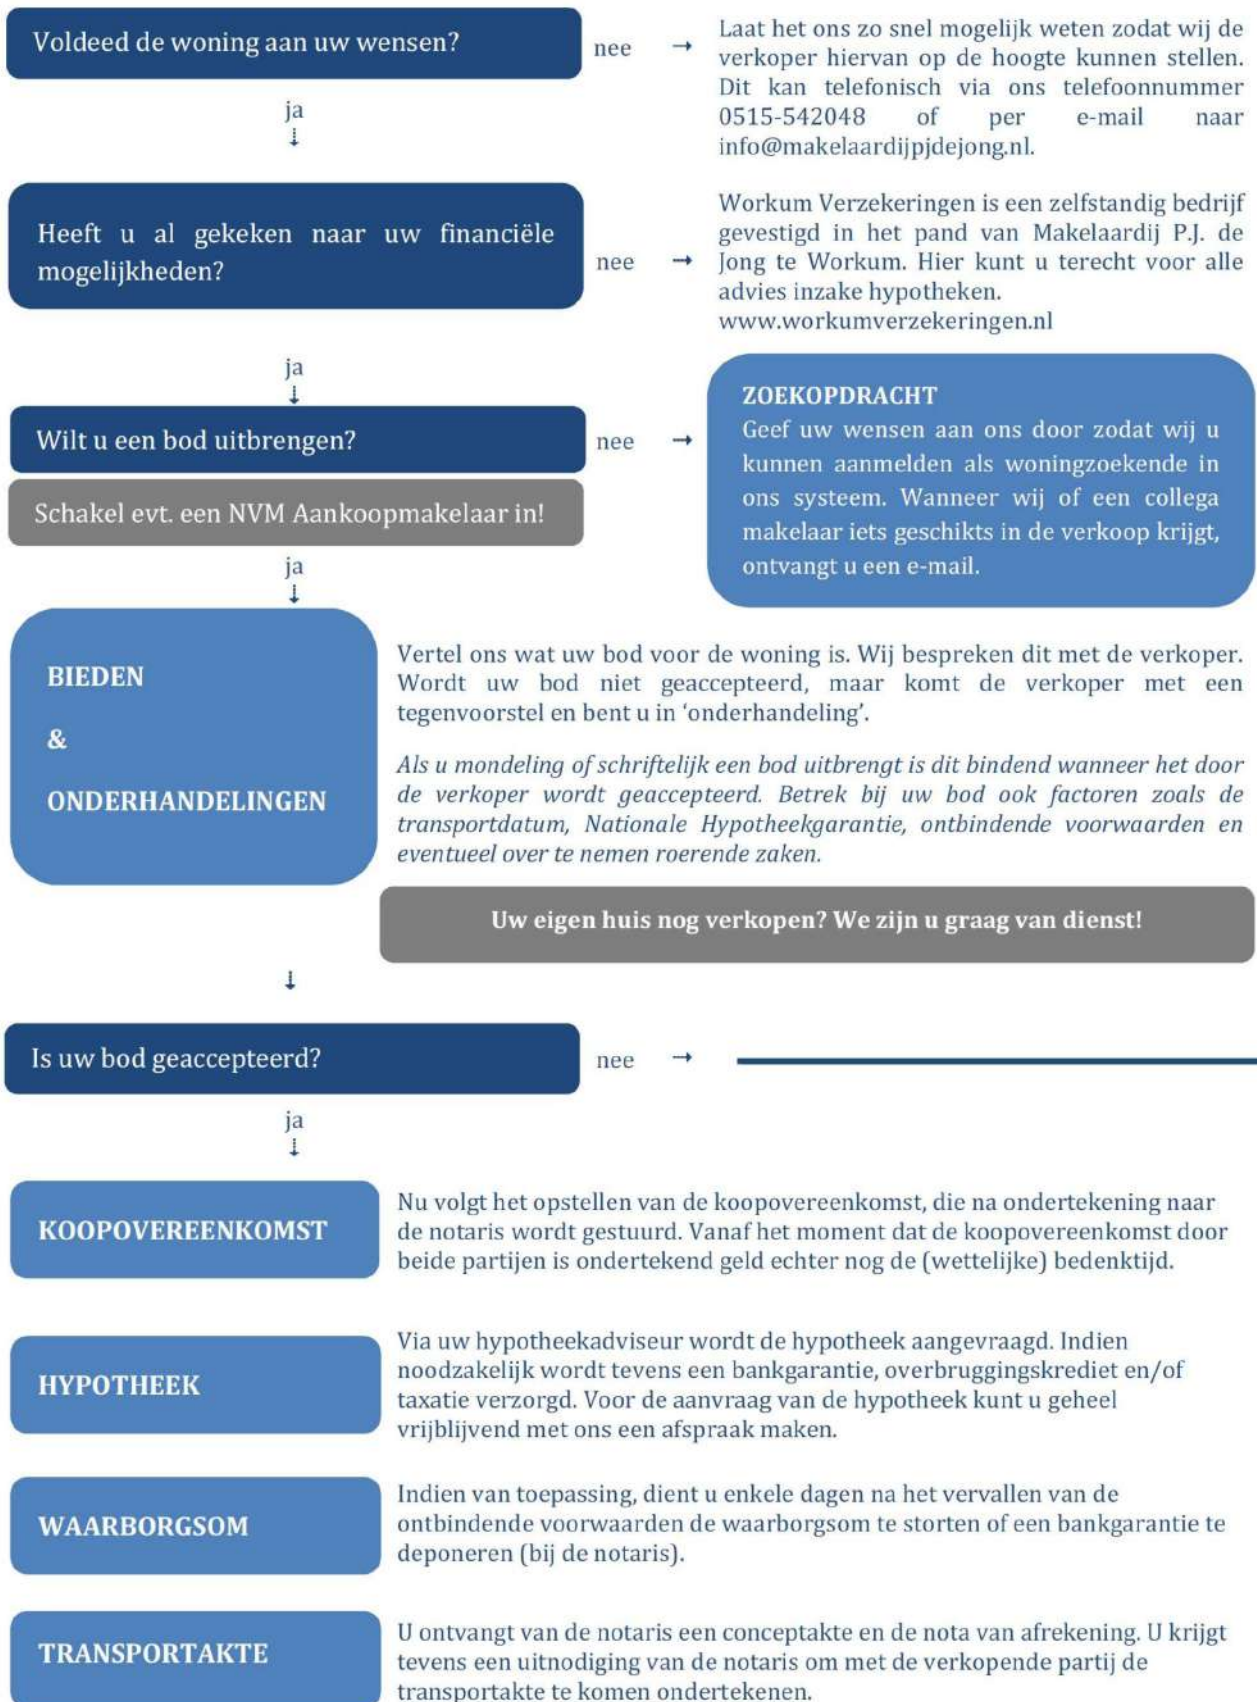 Voldeed de woning aan uw wensen?
nee →
Laat het ons zo snel mogelijk weten zodat wij de
verkoper hiervan op de hoogte kunnen stellen.
Dit kan telefonisch via ons telefoonnummer
0515-542048 of per e-mail naar
info@makelaardijpjdejong.nl.
ja
↓
Heeft u al gekeken naar uw financiële
mogelijkheden?
nee →
Workum Verzekeringen is een zelfstandig bedrijf
gevestigd in het pand van Makelaardij P.J. de
Jong te Workum. Hier kunt u terecht voor alle
advies inzake hypotheken.
www.workumverzekeringen.nl
ja
↓
Wilt u een bod uitbrengen?
nee →
Schakel evt. een NVM Aankoopmakelaar in!
ZOEKOPDRACHT
Geef uw wensen aan ons door zodat wij u
kunnen aanmelden als woningzoekende in
ons systeem. Wanneer wij of een collega
makelaar iets geschikts in de verkoop krijgt,
ontvangt u een e-mail.
ja
↓
BIEDEN
&
ONDERHANDELINGEN
Vertel ons wat uw bod voor de woning is. Wij bespreken dit met de verkoper.
Wordt uw bod niet geaccepteerd, maar komt de verkoper met een
tegenvoorstel en bent u in ‘onderhandeling’.
Als u mondeling of schriftelijk een bod uitbrengt is dit bindend wanneer het door
de verkoper wordt geaccepteerd. Betrek bij uw bod ook factoren zoals de
transportdatum, Nationale Hypotheekgarantie, ontbindende voorwaarden en
eventueel over te nemen roerende zaken.
Uw eigen huis nog verkopen? We zijn u graag van dienst!
↓
Is uw bod geaccepteerd?
nee →
ja
↓
KOOPOVEREENKOMST
Nu volgt het opstellen van de koopovereenkomst, die na ondertekening naar
de notaris wordt gestuurd. Vanaf het moment dat de koopovereenkomst door
beide partijen is ondertekend geld echter nog de (wettelijke) bedenktijd.
HYPOTHEEK
Via uw hypotheekadviseur wordt de hypotheek aangevraagd. Indien
noodzakelijk wordt tevens een bankgarantie, overbruggingskrediet en/of
taxatie verzorgd. Voor de aanvraag van de hypotheek kunt u geheel
vrijblijvend met ons een afspraak maken.
WAARBORGSOM
Indien van toepassing, dient u enkele dagen na het vervallen van de
ontbindende voorwaarden de waarborgsom te storten of een bankgarantie te
deponeren (bij de notaris).
TRANSPORTAKTE
U ontvangt van de notaris een conceptakte en de nota van afrekening. U krijgt
tevens een uitnodiging van de notaris om met de verkopende partij de
transportakte te komen ondertekenen.